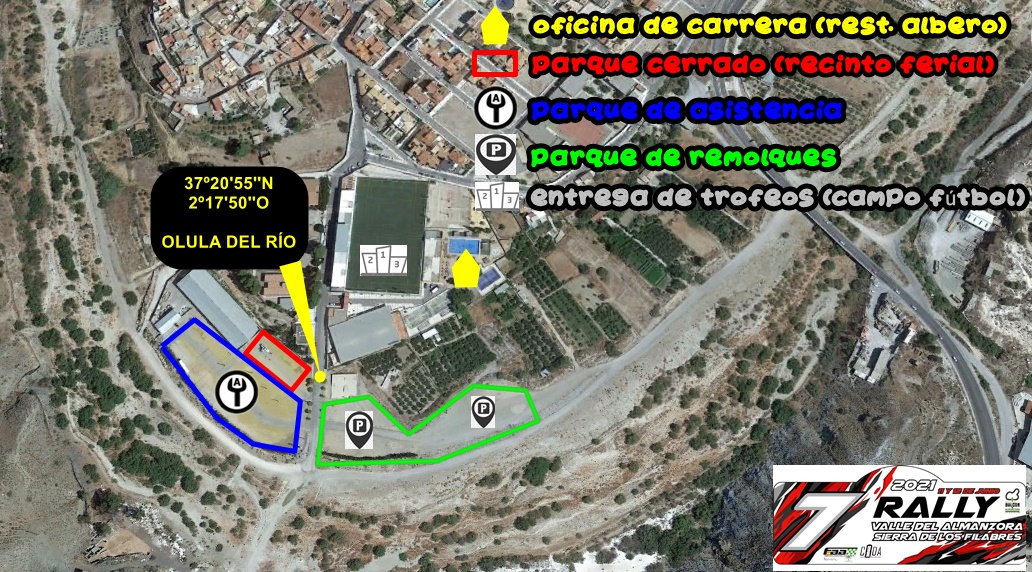 oficina de carrera (rest. albero)
Parque cerrado (recinto ferial)
A
Parque de asistencia
P
Parque de remolques
2 1 3
entrega de trofeos (campo fútbol)
37º20'55"N
2º17'50"O
OLULA DEL RÍO
2 1 3
A
P
P
2021
7 RALLY
VALLE DEL ALMANZORA
SIERRA DE LOS FILABRES